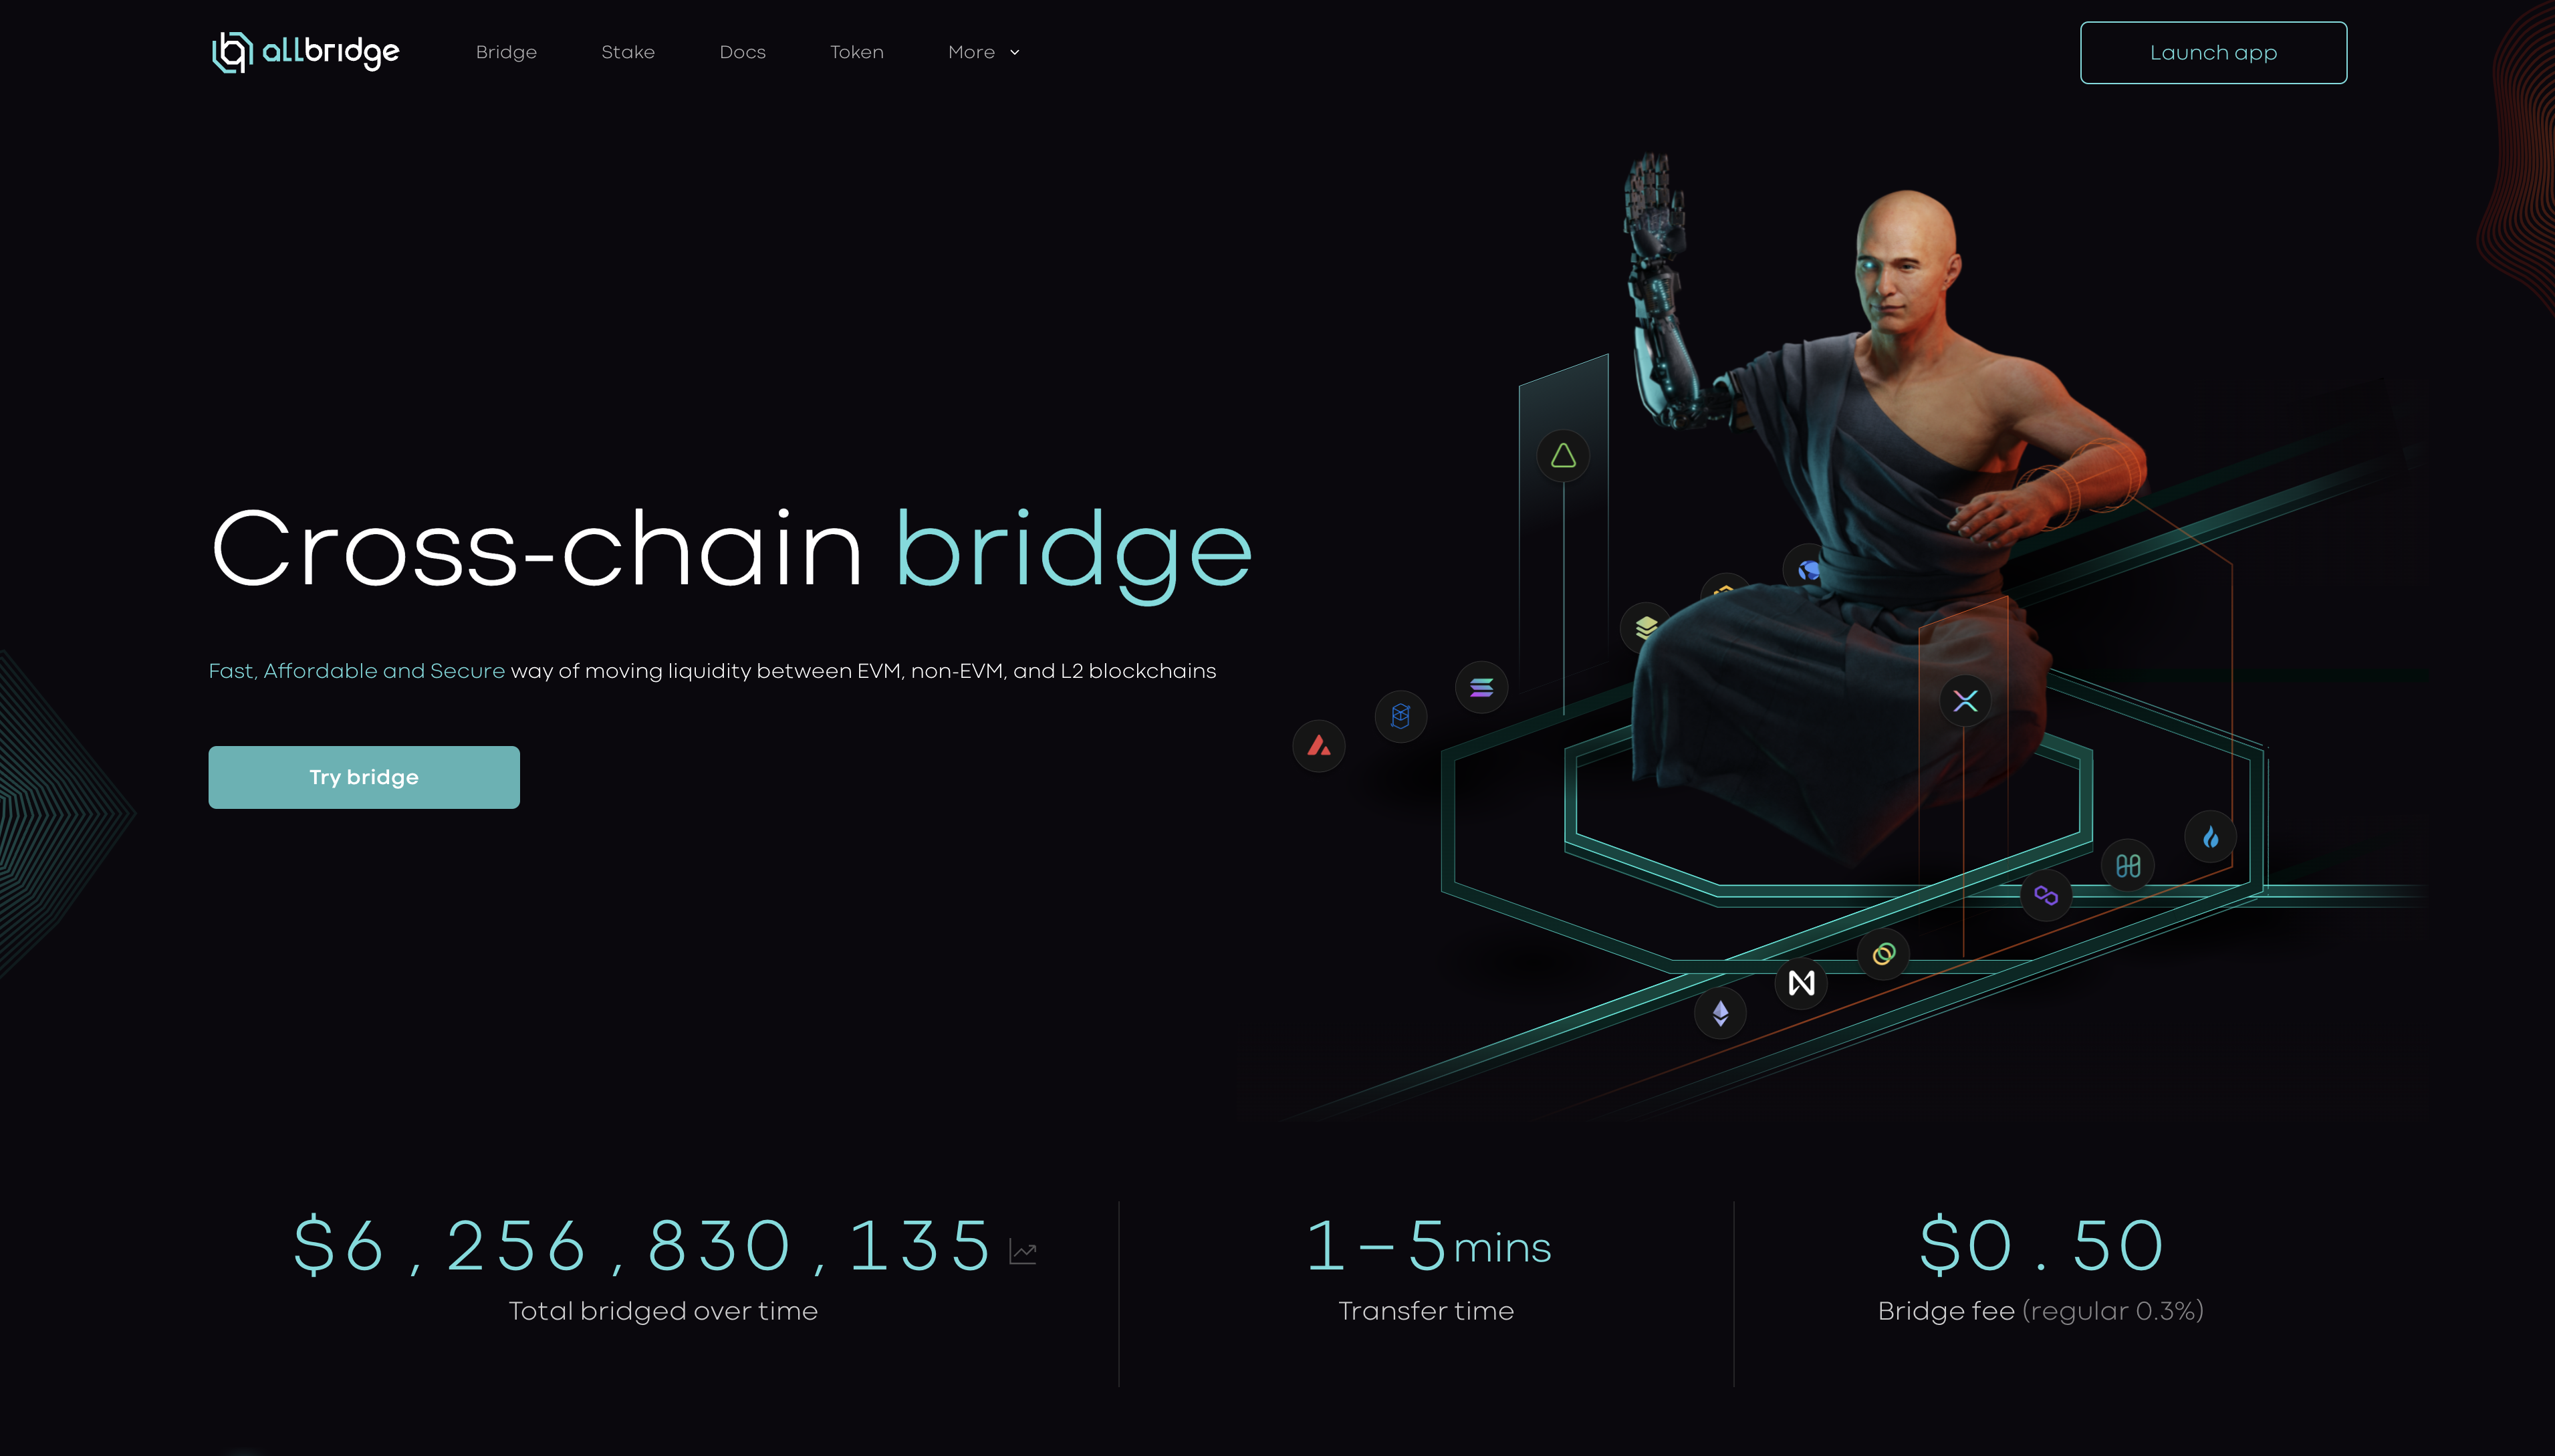 allbridge
Bridge
Stake
Docs
Token
More
Launch app
Cross-chain bridge
Fast, Affordable and Secure way of moving liquidity between EVM, non-EVM, and L2 blockchains
Try bridge
$6,256,830,135
Total bridged over time
1–5mins
Transfer time
$0.50
Bridge fee (regular 0.3%)